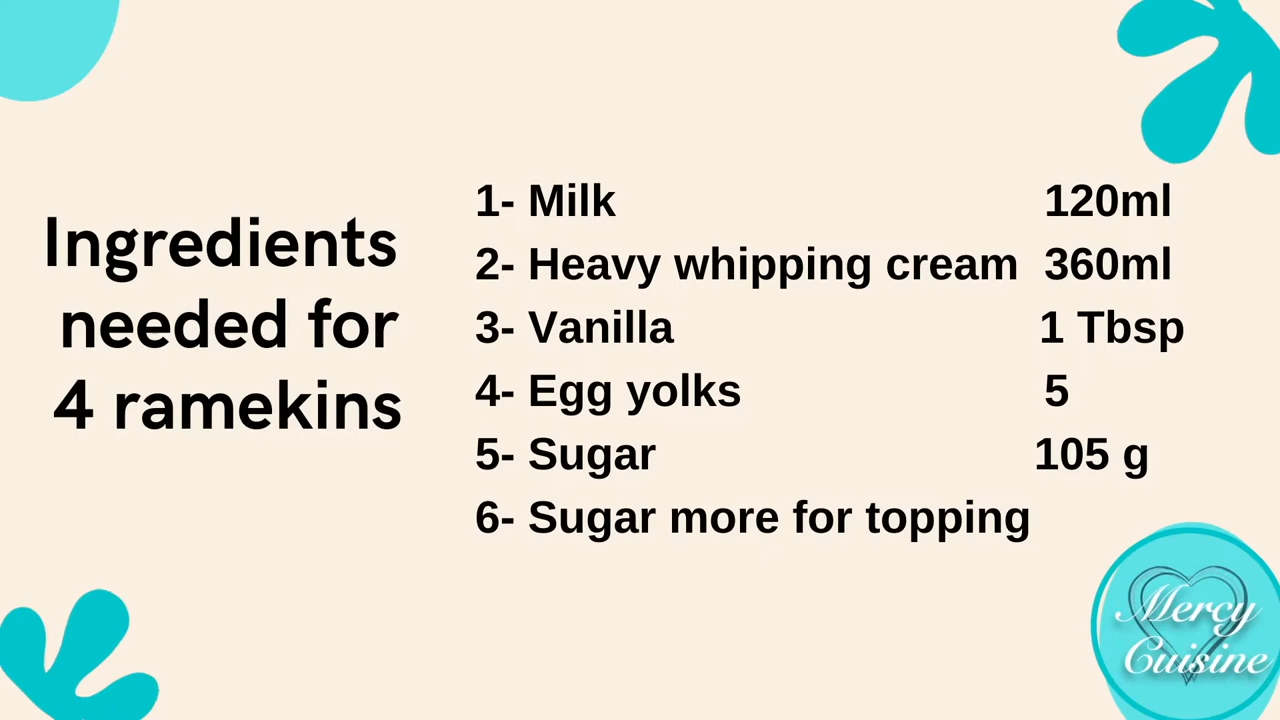 Ingredients
needed for
4 ramekins
1- Milk 120ml
2- Heavy whipping cream 360ml
3- Vanilla 1 Tbsp
4- Egg yolks 5
5- Sugar 105 g
6- Sugar more for topping
Mercy
Cuisine